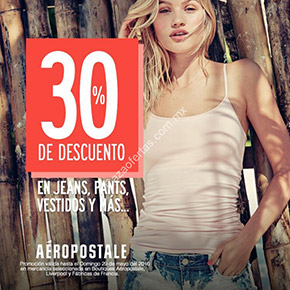 30%
DE DESCUENTO
EN JEANS, PANTS,
VESTIDOS Y MÁS...
AÉROPOSTALE
Promoción válida hasta el Domingo 29 de mayo del 2016
en mercancía seleccionada en Boutiques Aéropostale,
Liverpool y Fábricas de Francia.